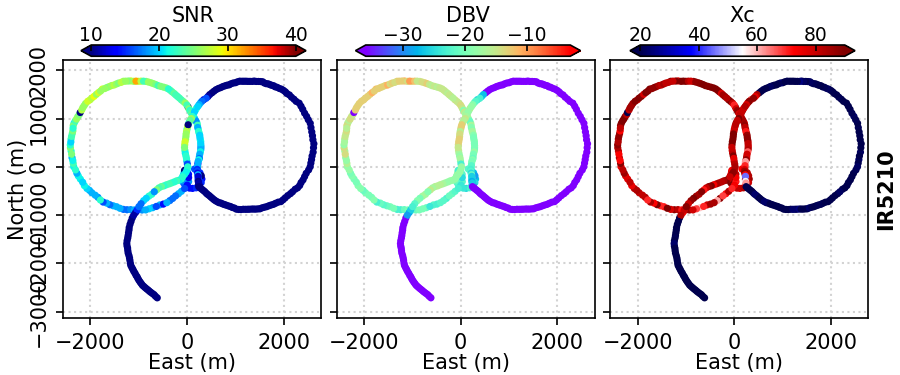 SNR
DBV
Xc
10 20 30 40
−30 −20 −10
20 40 60 80
North (m)
2000
1000
0
−1000
−2000
−3000
IR5210
−2000 0 2000
−2000 0 2000
−2000 0 2000
East (m)
East (m)
East (m)